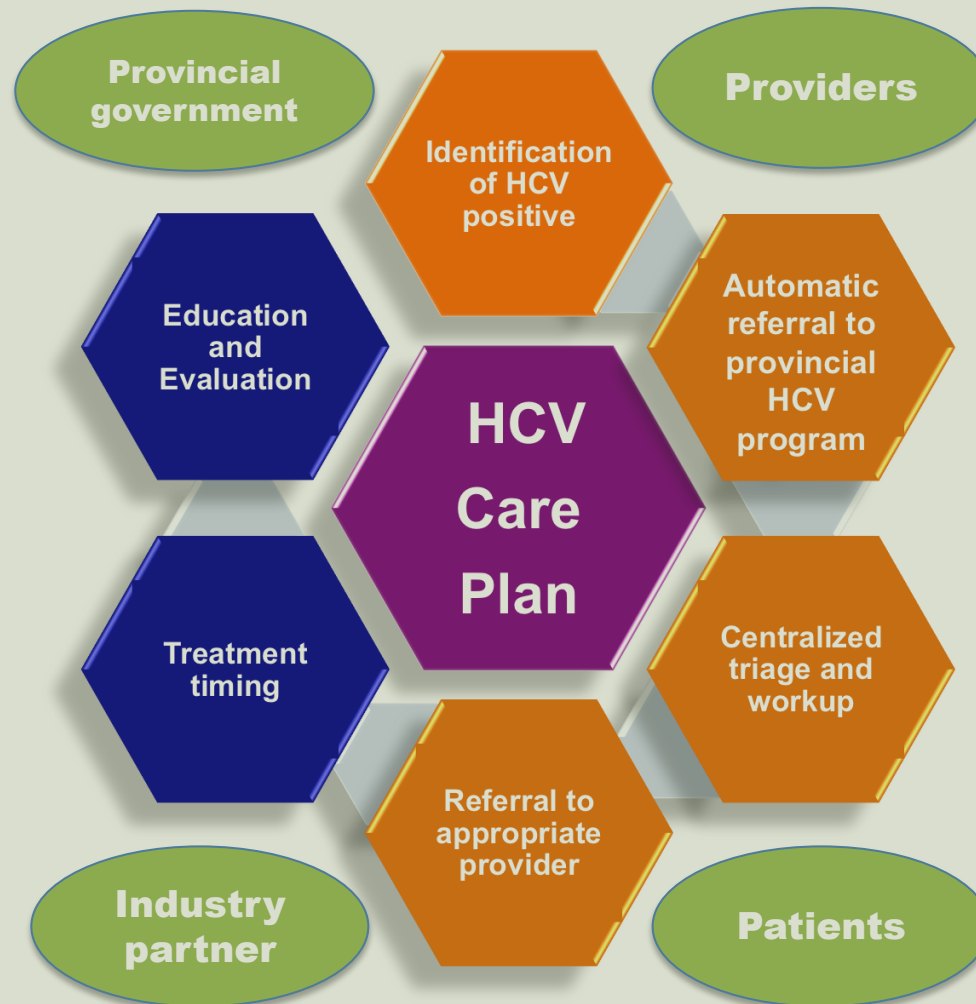 Provincial
government
Providers
Identification
of HCV
positive
Automatic
referral to
provincial
HCV
program
Centralized
triage and
workup
Referral to
appropriate
provider
Treatment
timing
Education
and
Evaluation
HCV
Care
Plan
Industry
partner
Patients